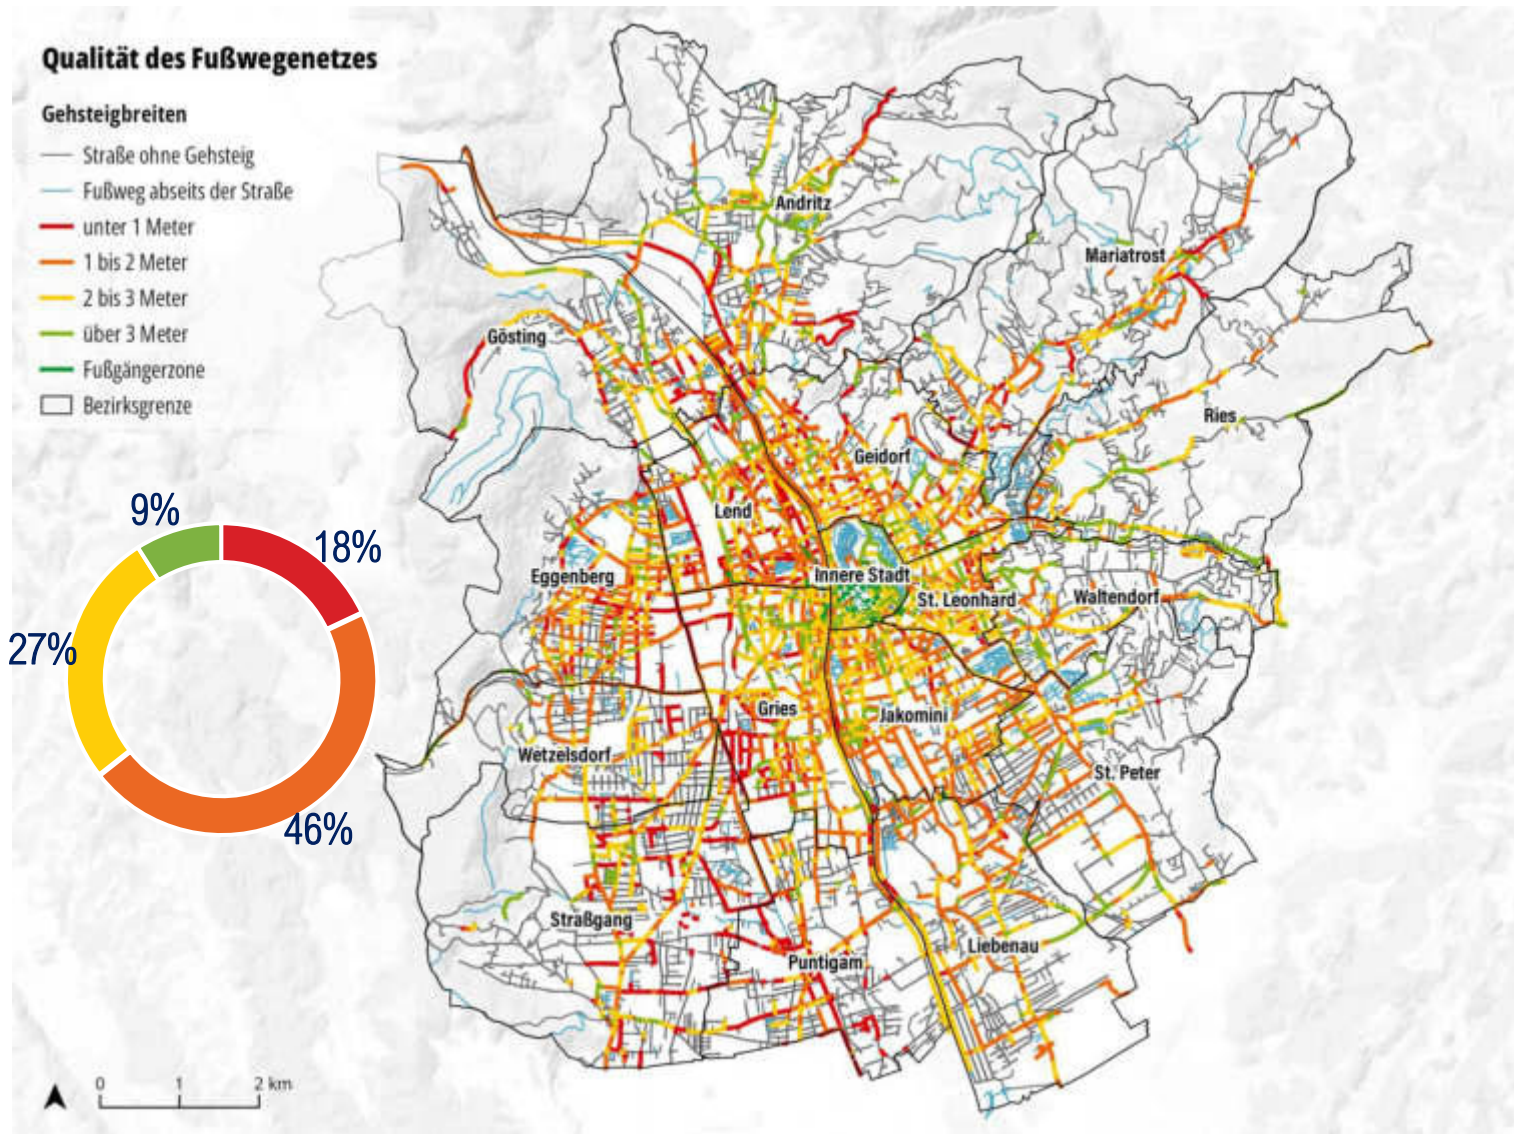 Qualität des Fußwegenetzes
Gehsteigbreiten
Straße ohne Gehsteig
Fußweg abseits der Straße
unter 1 Meter
1 bis 2 Meter
2 bis 3 Meter
über 3 Meter
Fußgängerzone
Bezirksgrenze
9%
18%
27%
46%
Andritz
Mariatrost
Gösting
Ries
Geidorf
Lend
Eggenberg
Innere Stadt
St. Leonhard
Waltendorf
Gries
Jakomini
Wetzelsdorf
St. Peter
Straßgang
Liebenau
Puntigam
0 1 2 km